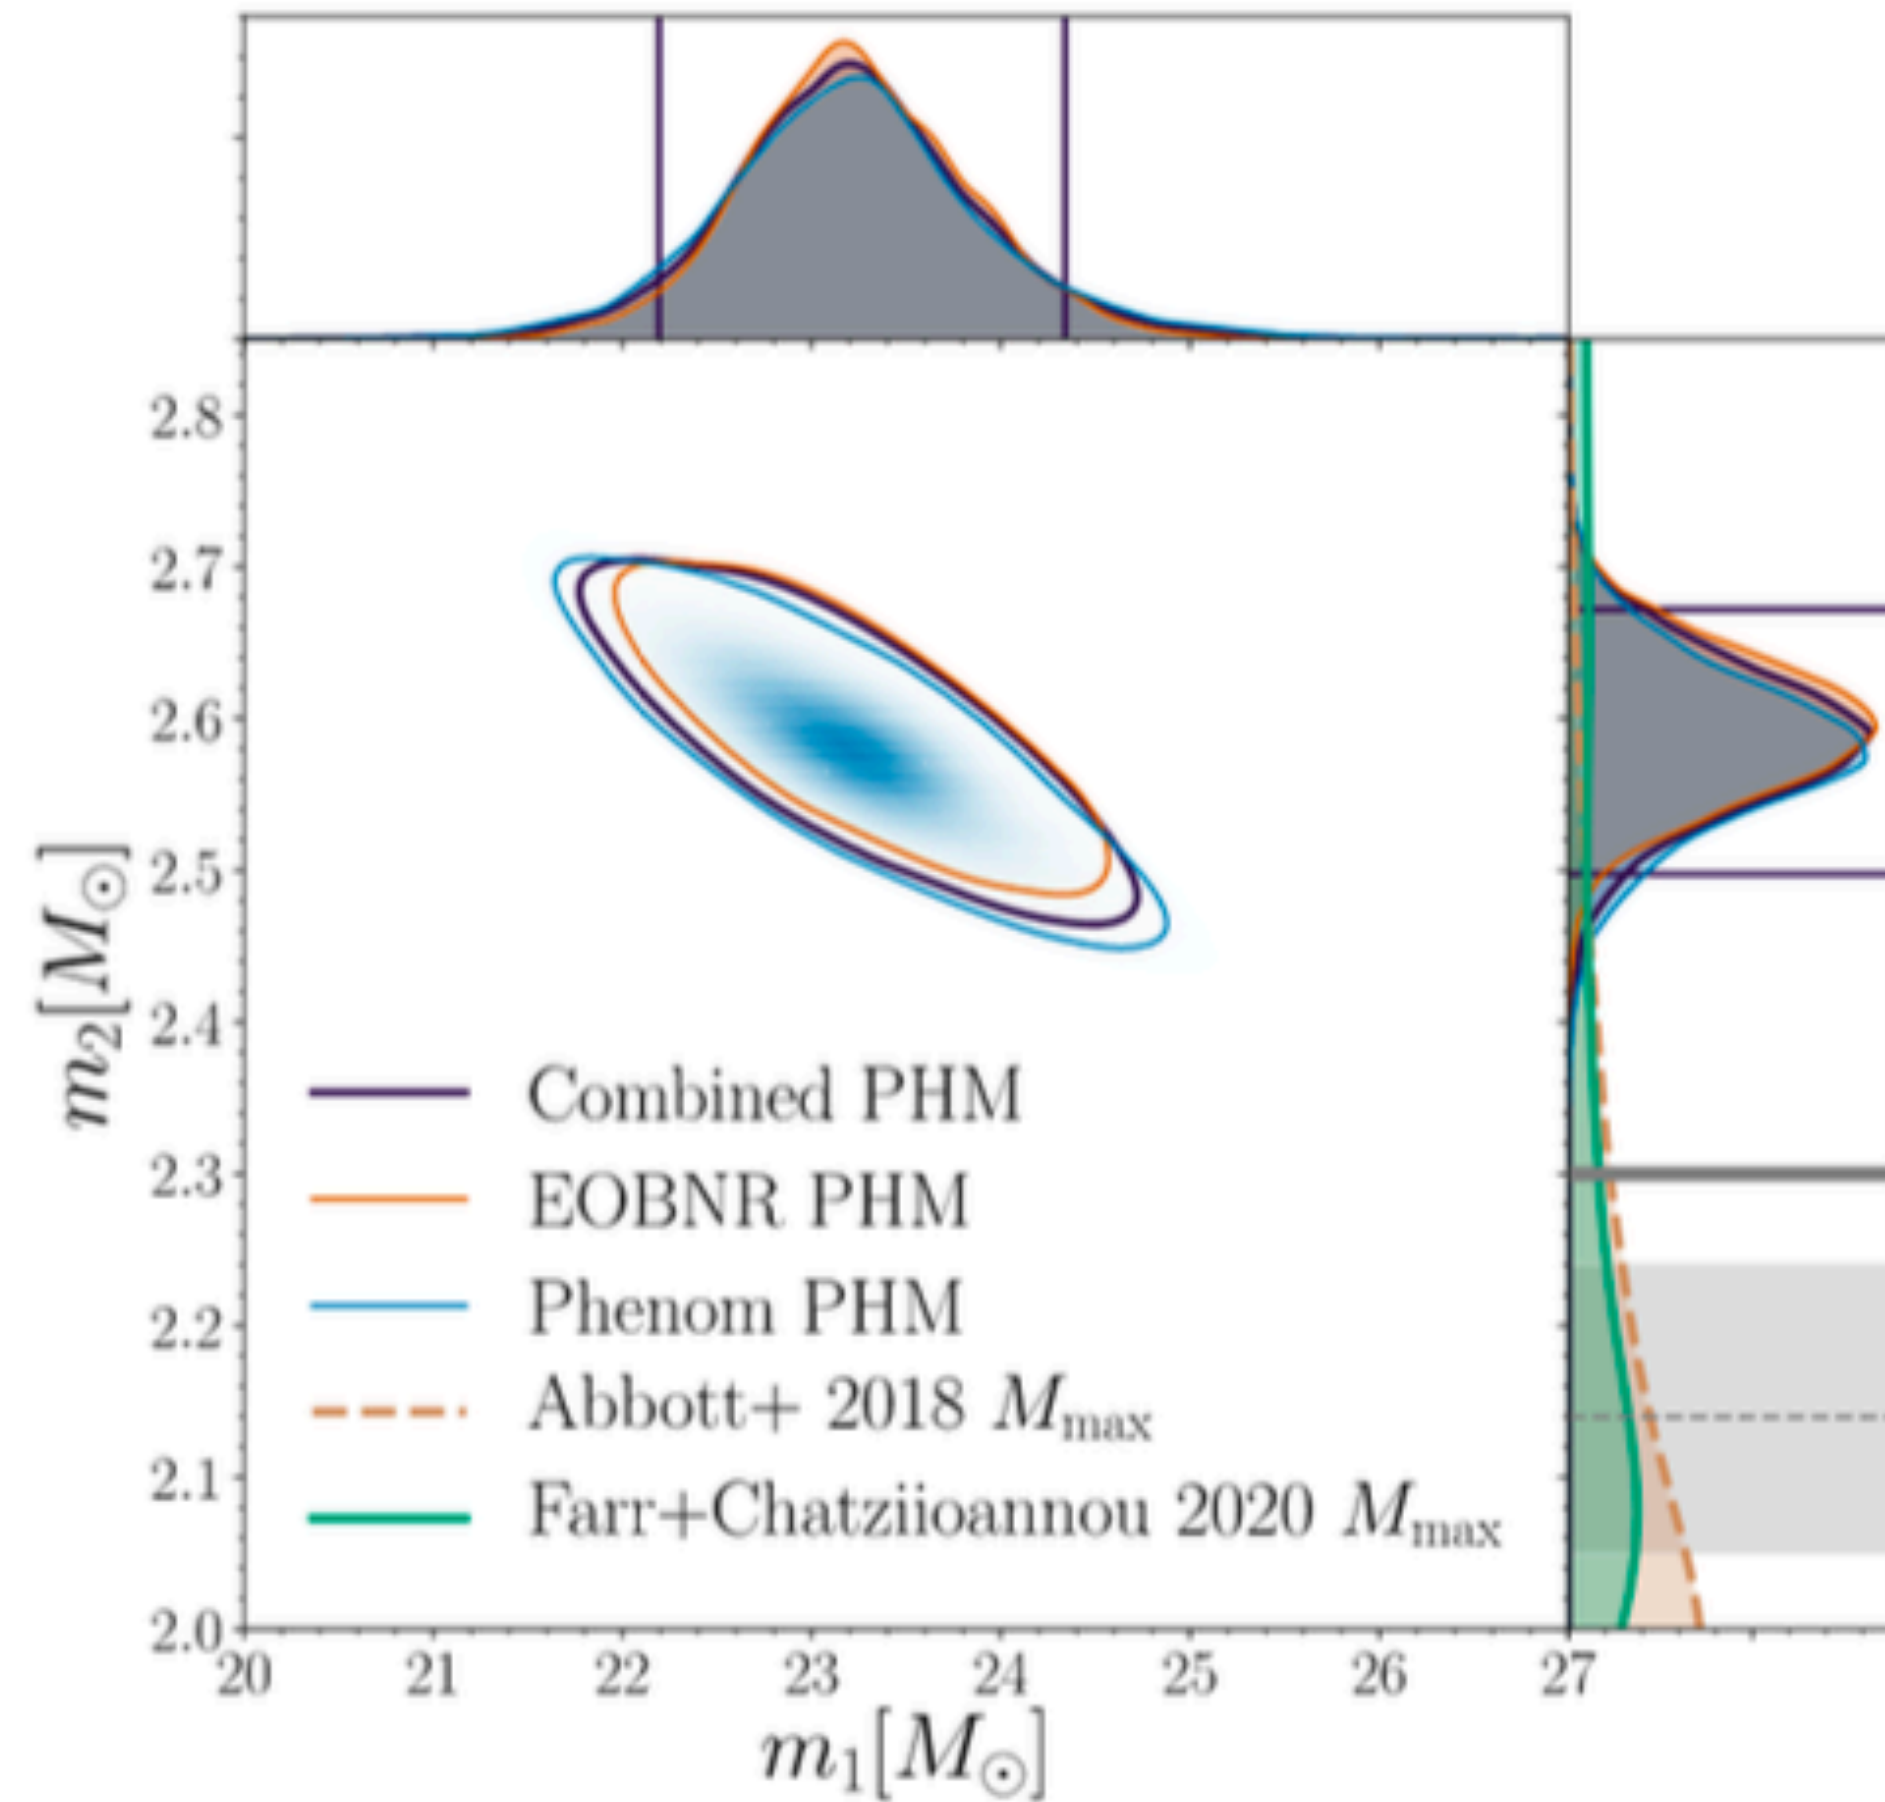 2.8
2.7
2.6
2.5
2.4
2.3
2.2
2.1
2.0
m₂[M⊙]
Combined PHM
EOBNR PHM
Phenom PHM
Abbott+ 2018 Mmax
Farr+Chatziioannou 2020 Mmax
20 21 22 23 24 25 26 27
m₁[M⊙]